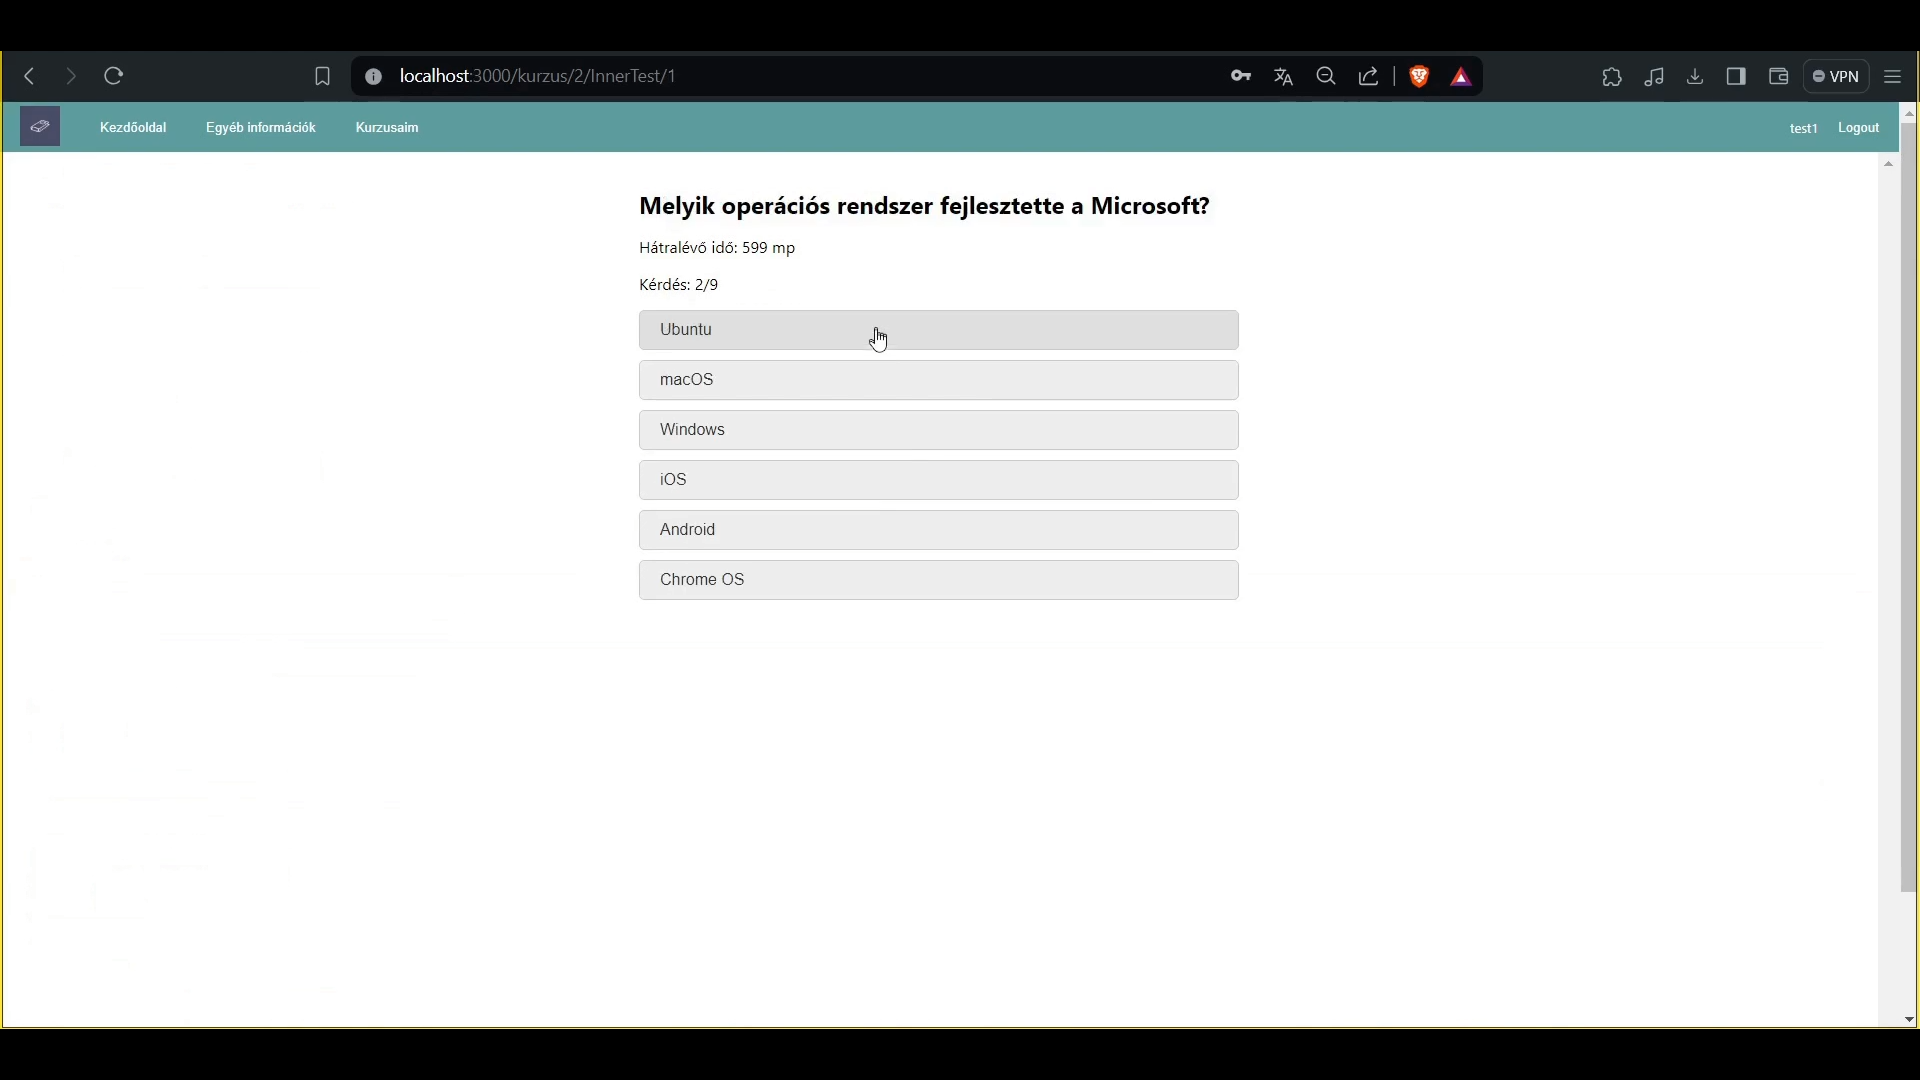 localhost:3000/kurzus/2/InnerTest/1
VPN
Kezdőoldal
Egyéb információk
Kurzusaim
test1
Logout
Melyik operációs rendszer fejlesztette a Microsoft?
Hátralévő idő: 599 mp
Kérdés: 2/9
Ubuntu
macOS
Windows
iOS
Android
Chrome OS